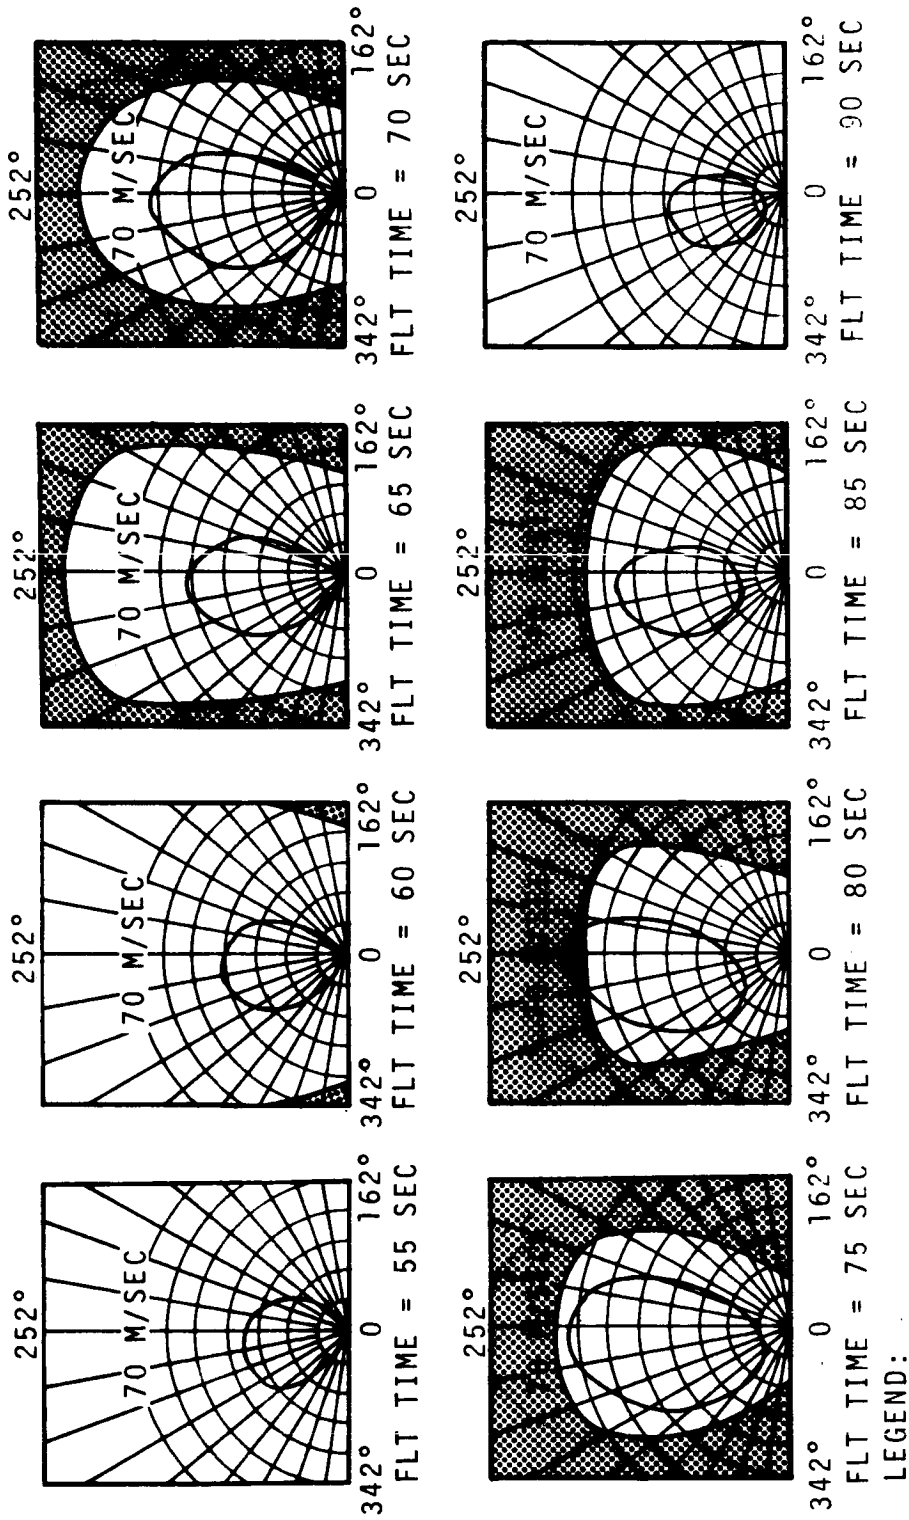 252°
70 M/SEC
342° 0 162°
FLT TIME = 55 SEC
252°
70 M/SEC
342° 0 162°
FLT TIME = 60 SEC
252°
70 M/SEC
342° 0 162°
FLT TIME = 65 SEC
252°
70 M/SEC
342° 0 162°
FLT TIME = 70 SEC
252°
342° 0 162°
FLT TIME = 75 SEC
252°
342° 0 162°
FLT TIME = 80 SEC
252°
342° 0 162°
FLT TIME = 85 SEC
252°
70 M/SEC
342° 0 162°
FLT TIME = 90 SEC
LEGEND: